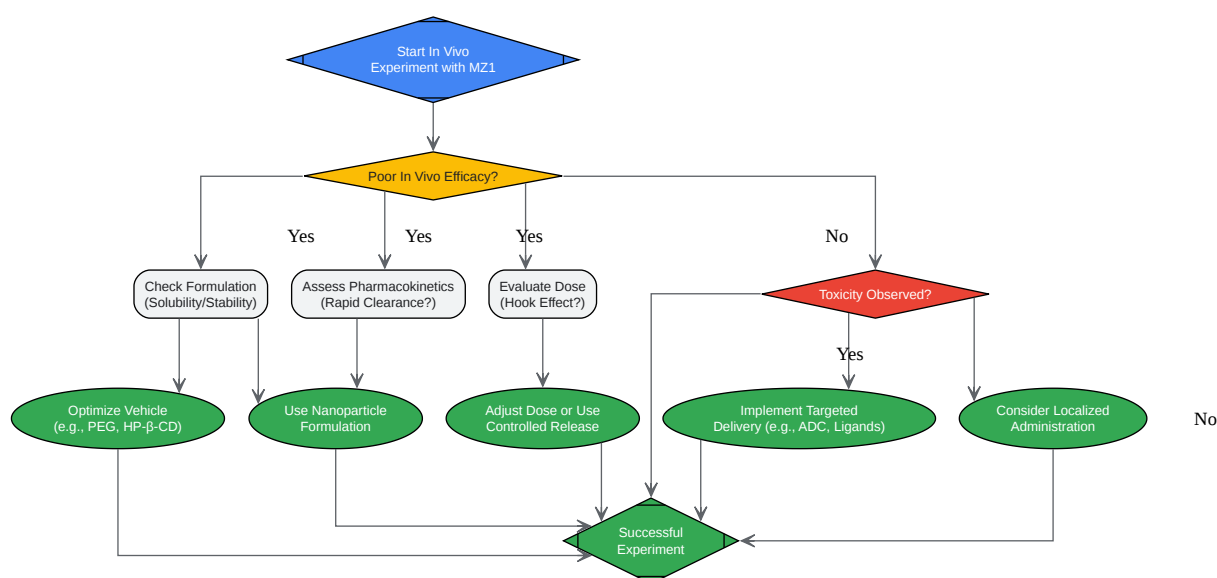 Start In Vivo
Experiment with MZ1
Poor In Vivo Efficacy?
Yes
Yes
Yes
No
Check Formulation
(Solubility/Stability)
Assess Pharmacokinetics
(Rapid Clearance?)
Evaluate Dose
(Hook Effect?)
Toxicity Observed?
Yes
Optimize Vehicle
(e.g., PEG, HP-β-CD)
Use Nanoparticle
Formulation
Adjust Dose or Use
Controlled Release
Implement Targeted
Delivery (e.g., ADC, Ligands)
Consider Localized
Administration
No
Successful
Experiment